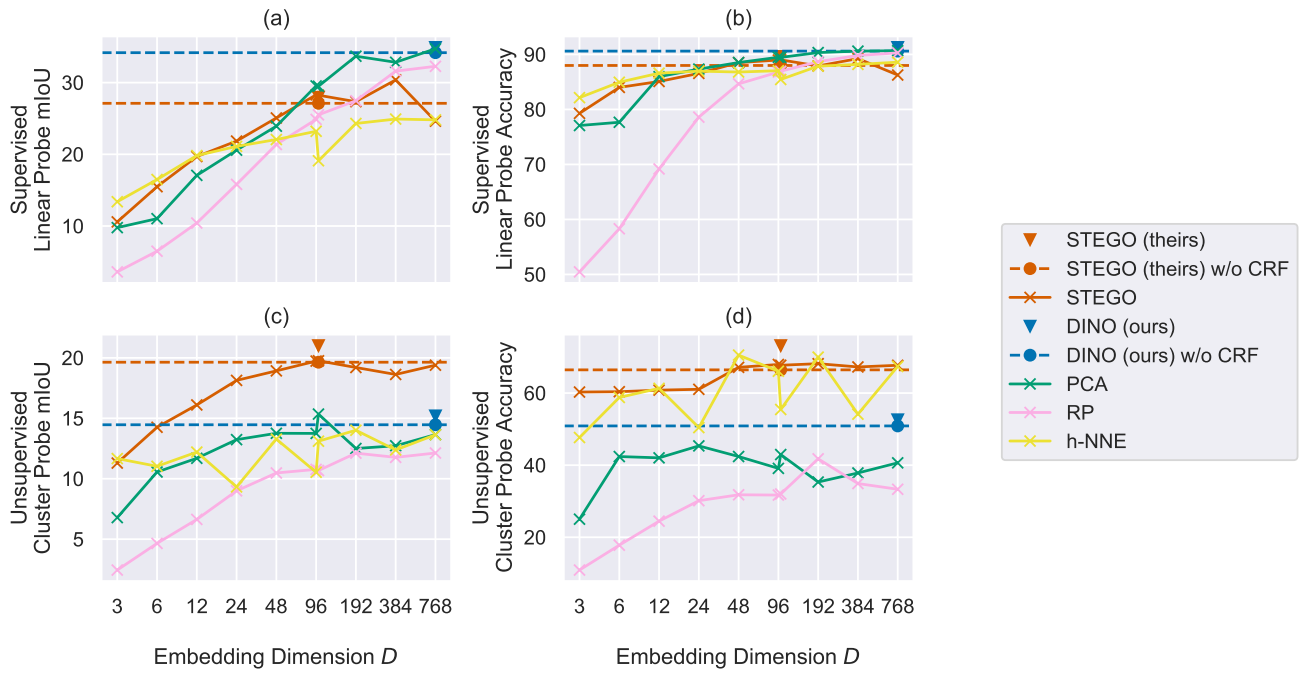 (a)
Supervised
Linear Probe mIoU
30
20
10
(b)
Supervised
Linear Probe Accuracy
90
80
70
60
50
(c)
Unsupervised
Cluster Probe mIoU
20
15
10
5
3 6 12 24 48 96 192 384 768
Embedding Dimension D
(d)
Unsupervised
Cluster Probe Accuracy
60
40
20
3 6 12 24 48 96 192 384 768
Embedding Dimension D
STEGO (theirs)
STEGO (theirs) w/o CRF
STEGO
DINO (ours)
DINO (ours) w/o CRF
PCA
RP
h-NNE